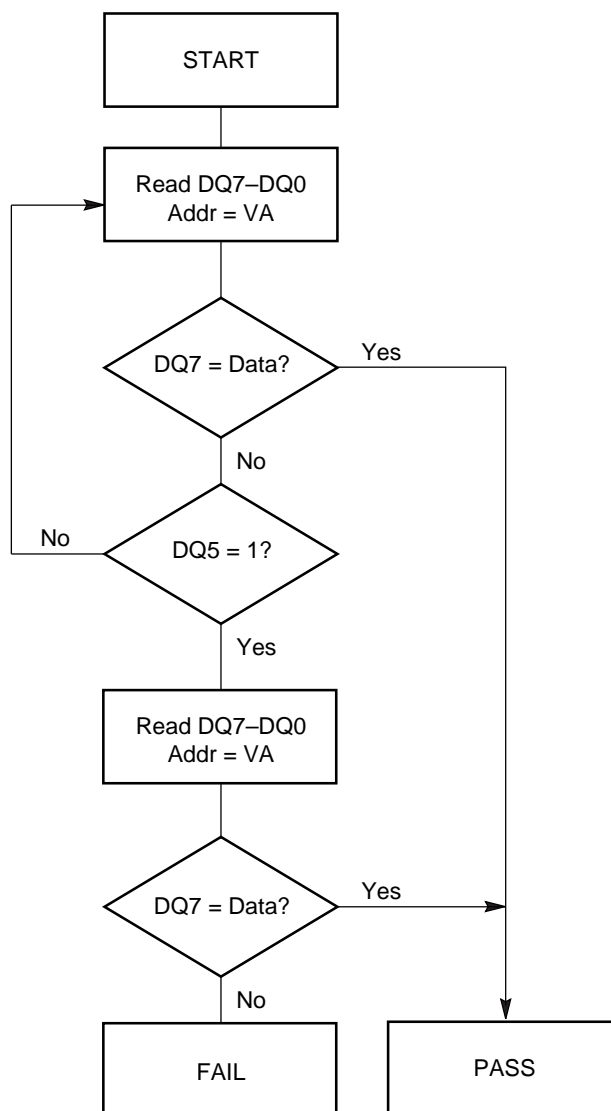 START
Read DQ7–DQ0
Addr = VA
DQ7 = Data?
Yes
No
No
DQ5 = 1?
Yes
Read DQ7–DQ0
Addr = VA
DQ7 = Data?
Yes
No
FAIL
PASS